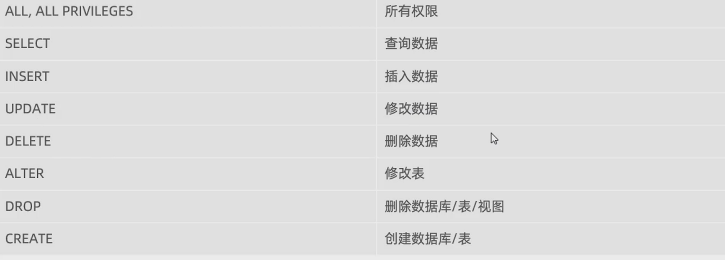 ALL, ALL PRIVILEGES 所有权限
SELECT 查询数据
INSERT 插入数据
UPDATE 修改数据
DELETE 删除数据
ALTER 修改表
DROP 删除数据库/表/视图
CREATE 创建数据库/表